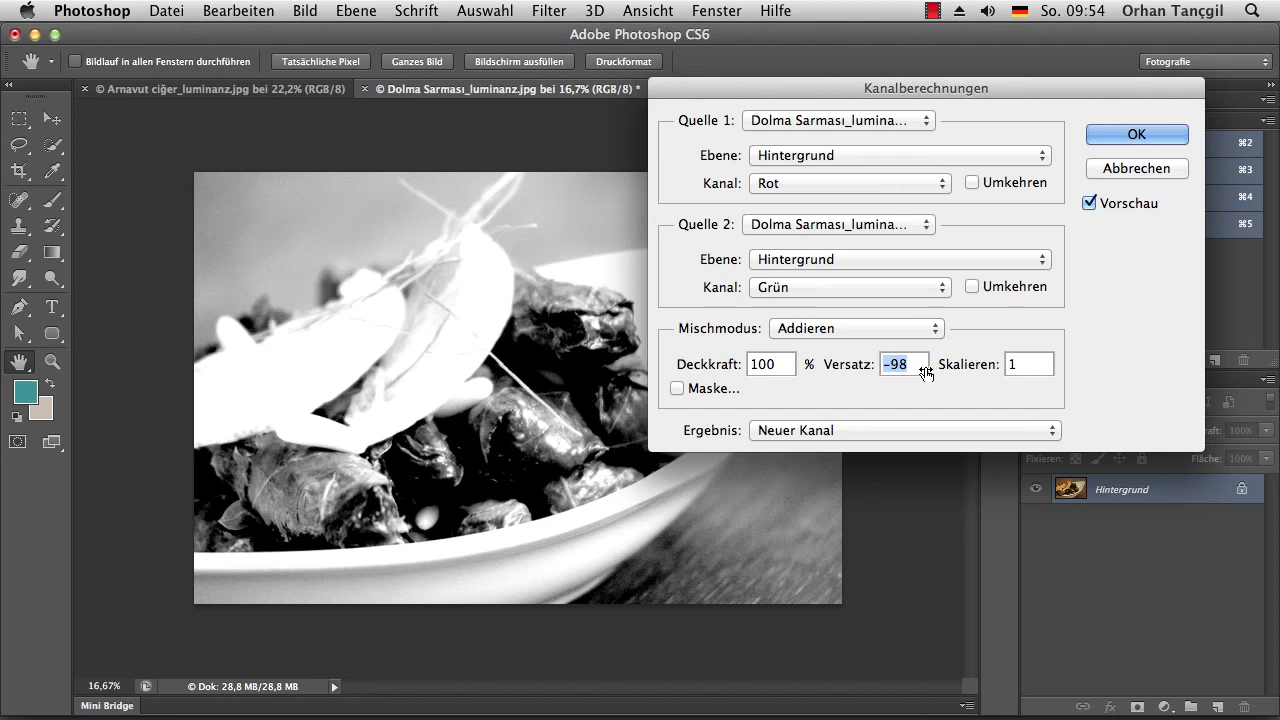 Photoshop Datei Bearbeiten Bild Ebene Schrift Auswahl Filter 3D Ansicht Fenster Hilfe So. 09:54 Orhan Tançgil
Adobe Photoshop CS6
Bildlauf in allen Fenstern durchführen Tatsächliche Pixel Ganzes Bild Bildschirm ausfüllen Druckformat Fotografie
× © Arnavut ciğer_luminanz.jpg bei 22,2% (RGB/8) × © Dolma Sarması_luminanz.jpg bei 16,7% (RGB/8) *
Kanalberechnungen
Quelle 1: Dolma Sarması_lumina...
OK
Ebene: Hintergrund
Abbrechen
Kanal: Rot Umkehren
Vorschau
Quelle 2: Dolma Sarması_lumina...
Ebene: Hintergrund
Kanal: Grün Umkehren
Mischmodus: Addieren
Deckkraft: 100 % Versatz: -98 Skalieren: 1
Maske...
Ergebnis: Neuer Kanal
⌘2
⌘3
⌘4
⌘5
100%
Fixieren: Fläche: 100%
Hintergrund
16,67% © Dok: 28,8 MB/28,8 MB
Mini Bridge